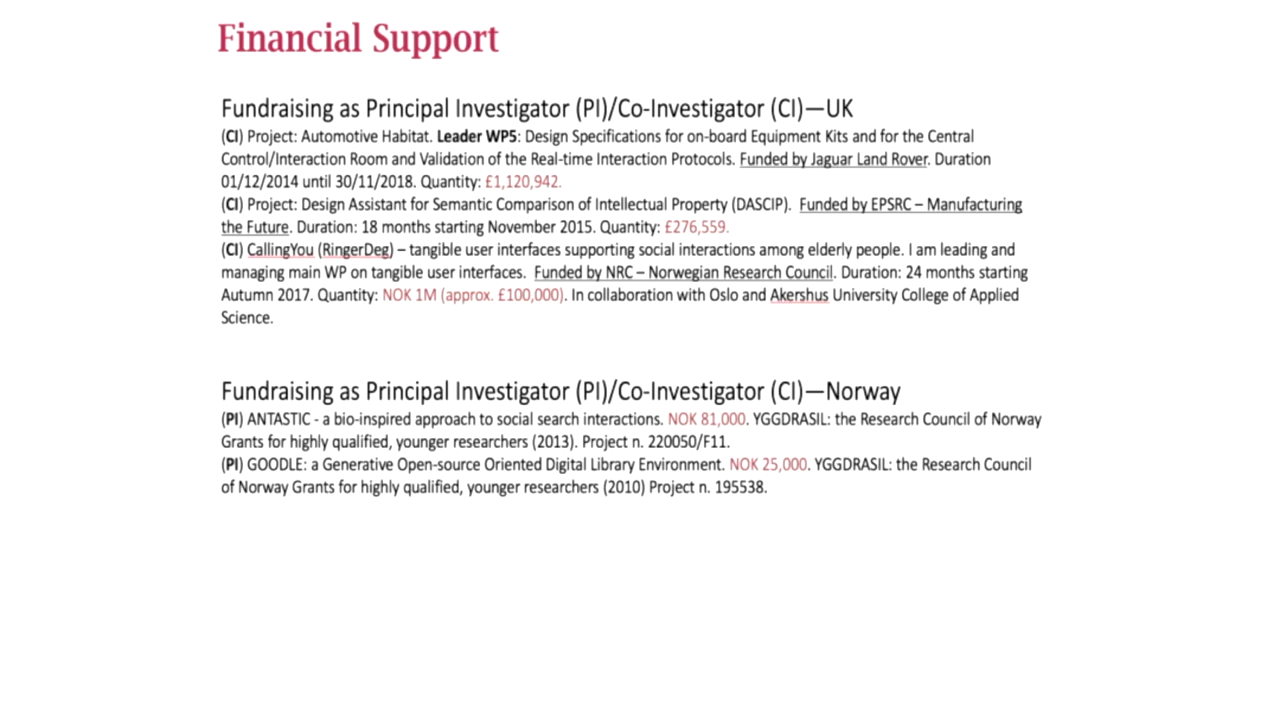 Financial Support
Fundraising as Principal Investigator (PI)/Co-Investigator (CI)—UK
(CI) Project: Automotive Habitat. Leader WP5: Design Specifications for on-board Equipment Kits and for the Central
Control/Interaction Room and Validation of the Real-time Interaction Protocols. Funded by Jaguar Land Rover. Duration
01/12/2014 until 30/11/2018. Quantity: £1,120,942.
(CI) Project: Design Assistant for Semantic Comparison of Intellectual Property (DASCIP). Funded by EPSRC – Manufacturing
the Future. Duration: 18 months starting November 2015. Quantity: £276,559.
(CI) CallingYou (RingerDeg) – tangible user interfaces supporting social interactions among elderly people. I am leading and
managing main WP on tangible user interfaces. Funded by NRC – Norwegian Research Council. Duration: 24 months starting
Autumn 2017. Quantity: NOK 1M (approx. £100,000). In collaboration with Oslo and Akershus University College of Applied
Science.
Fundraising as Principal Investigator (PI)/Co-Investigator (CI)—Norway
(PI) ANTASTIC - a bio-inspired approach to social search interactions. NOK 81,000. YGGDRASIL: the Research Council of Norway
Grants for highly qualified, younger researchers (2013). Project n. 220050/F11.
(PI) GOODLE: a Generative Open-source Oriented Digital Library Environment. NOK 25,000. YGGDRASIL: the Research Council
of Norway Grants for highly qualified, younger researchers (2010) Project n. 195538.